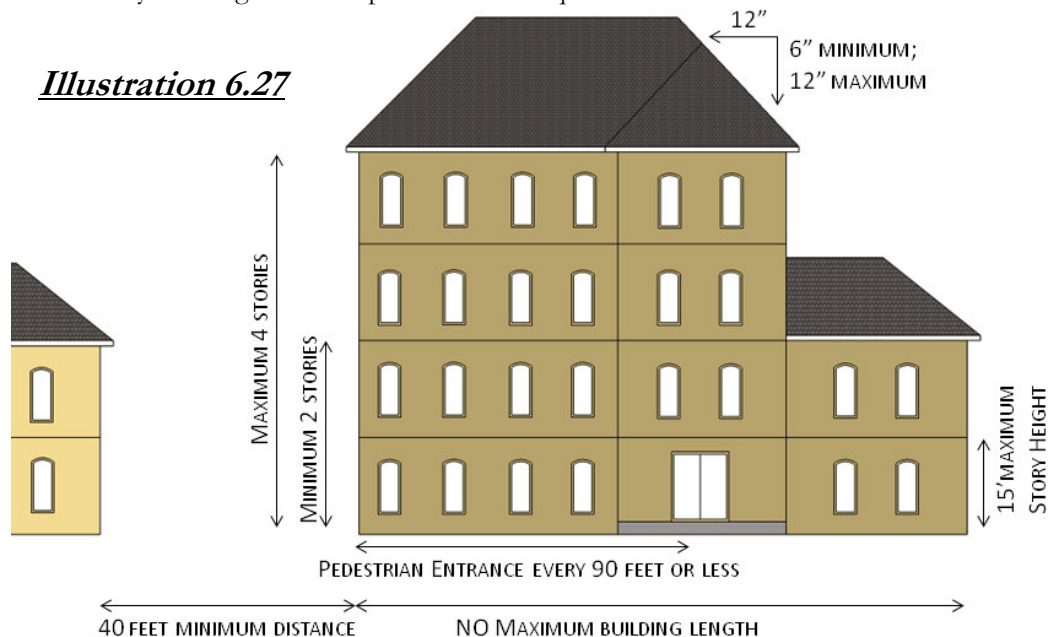 Illustration 6.27
12”
6” MINIMUM;
12” MAXIMUM
MAXIMUM 4 STORIES
MINIMUM 2 STORIES
15’MAXIMUM
STORY HEIGHT
PEDESTRIAN ENTRANCE EVERY 90 FEET OR LESS
40 FEET MINIMUM DISTANCE
NO MAXIMUM BUILDING LENGTH